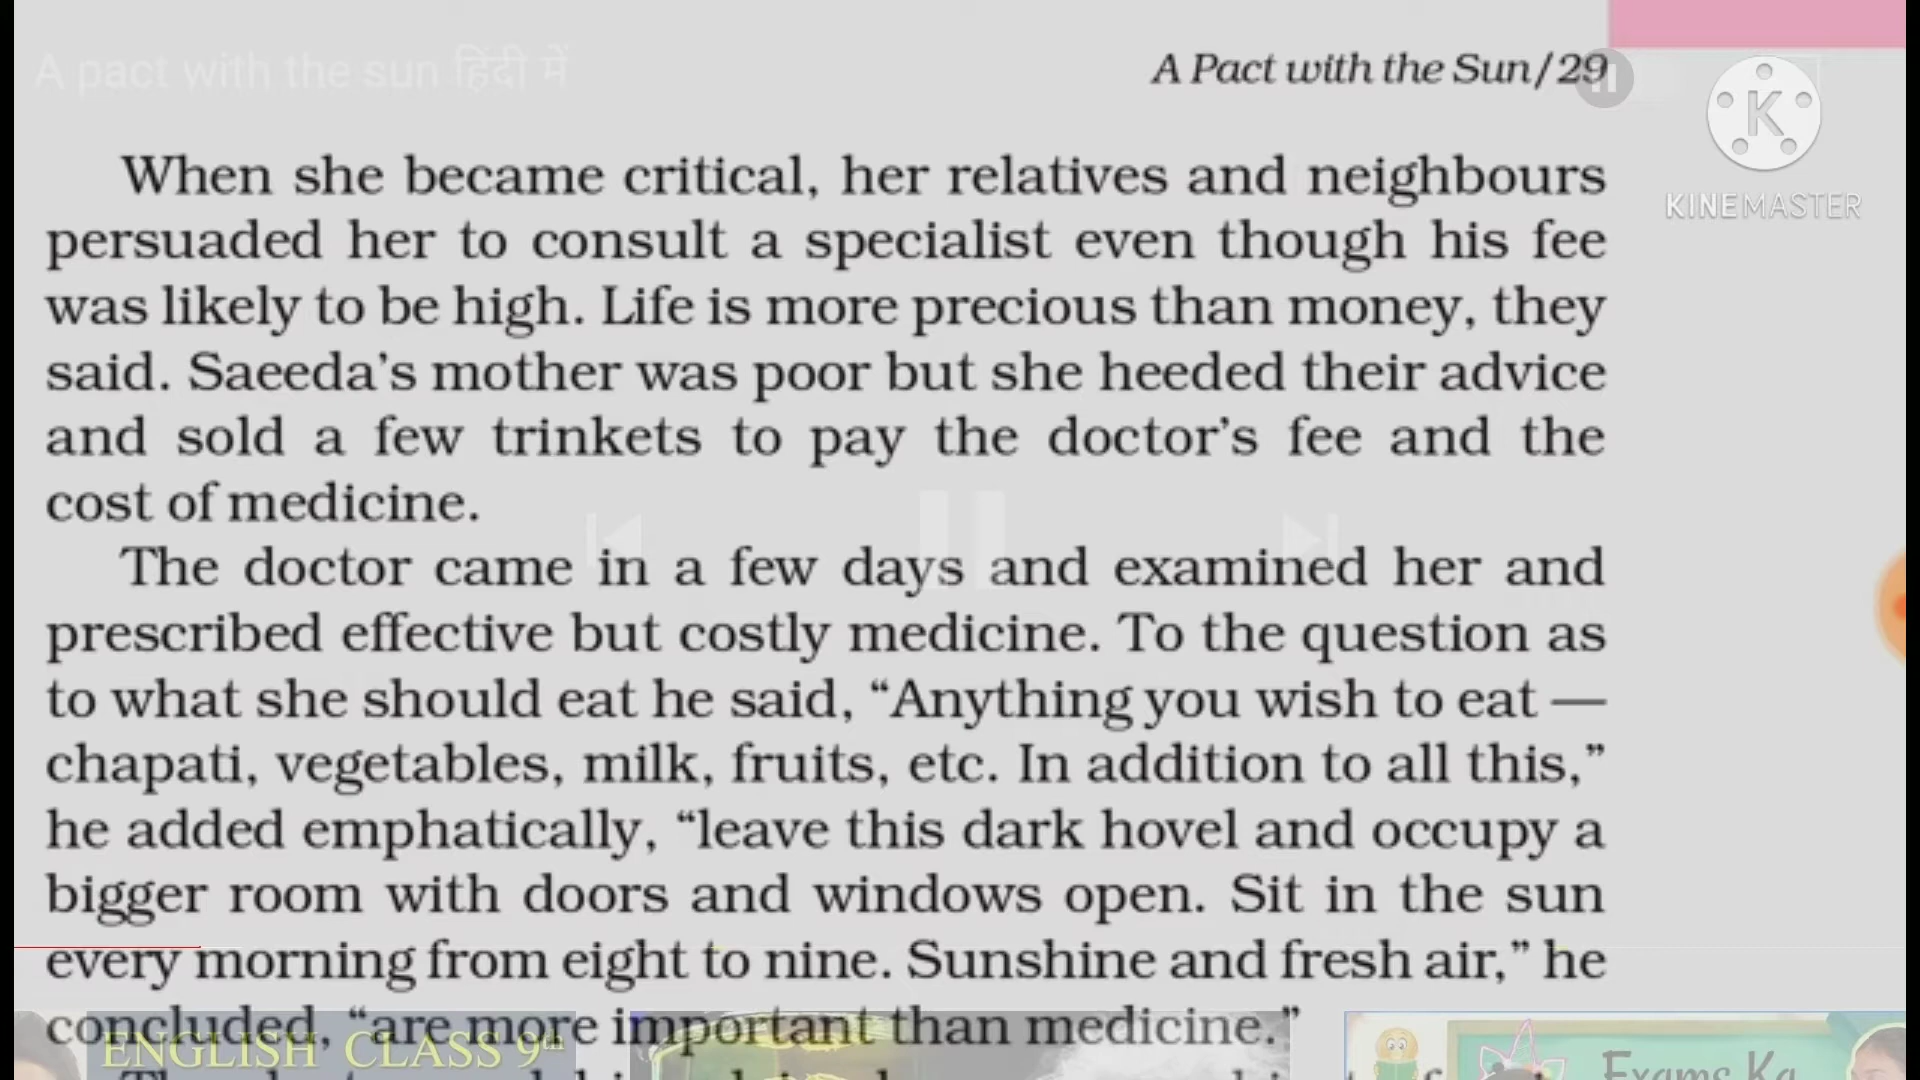 A pact with the sun हिंदी में
A Pact with the Sun/29
K
KINEMASTER
When she became critical, her relatives and neighbours
persuaded her to consult a specialist even though his fee
was likely to be high. Life is more precious than money, they
said. Saeeda’s mother was poor but she heeded their advice
and sold a few trinkets to pay the doctor’s fee and the
cost of medicine.
The doctor came in a few days and examined her and
prescribed effective but costly medicine. To the question as
to what she should eat he said, “Anything you wish to eat —
chapati, vegetables, milk, fruits, etc. In addition to all this,”
he added emphatically, “leave this dark hovel and occupy a
bigger room with doors and windows open. Sit in the sun
every morning from eight to nine. Sunshine and fresh air,” he
concluded, “are more important than medicine.”
ENGLISH CLASS 9th
Exams Ka